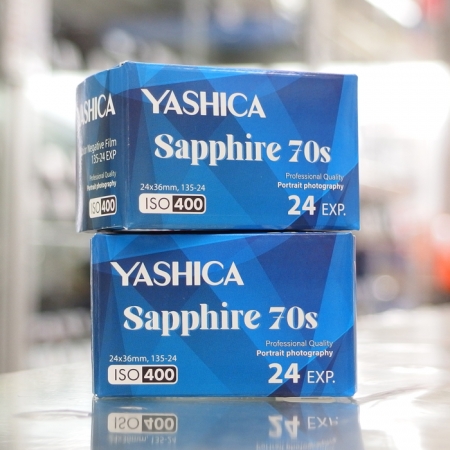 YASHICA
Negative Film
135-24 EXP
ISO 400
YASHICA
Sapphire 70s
Professional Quality
Portrait photography
24x36mm, 135-24
ISO 400
24 EXP.
YASHICA
Sapphire 70s
Professional Quality
Portrait photography
24x36mm, 135-24
ISO 400
24 EXP.